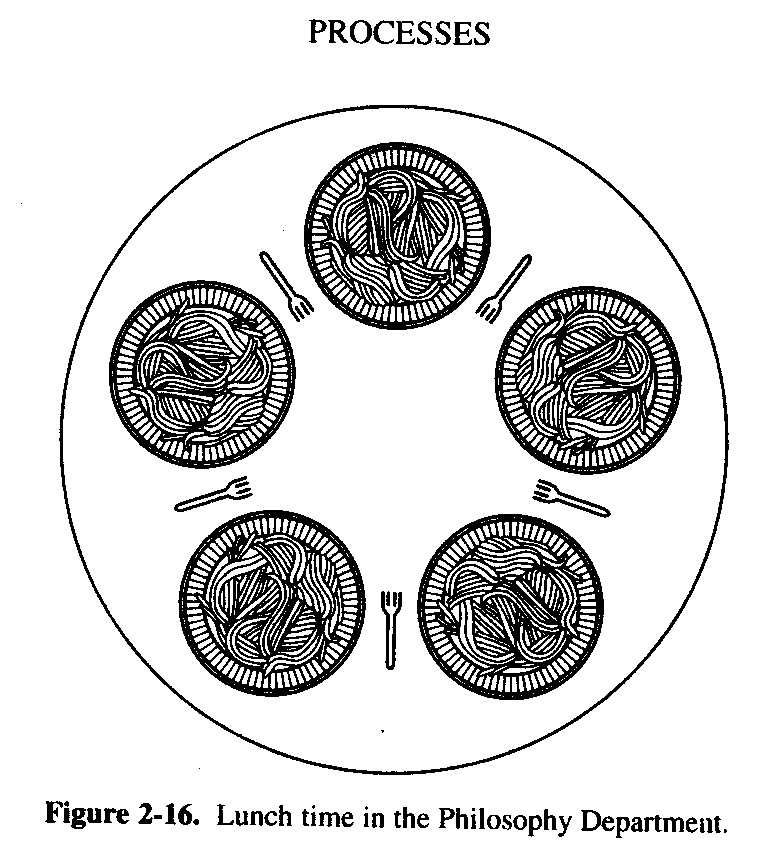 PROCESSES
Figure 2-16. Lunch time in the Philosophy Department.